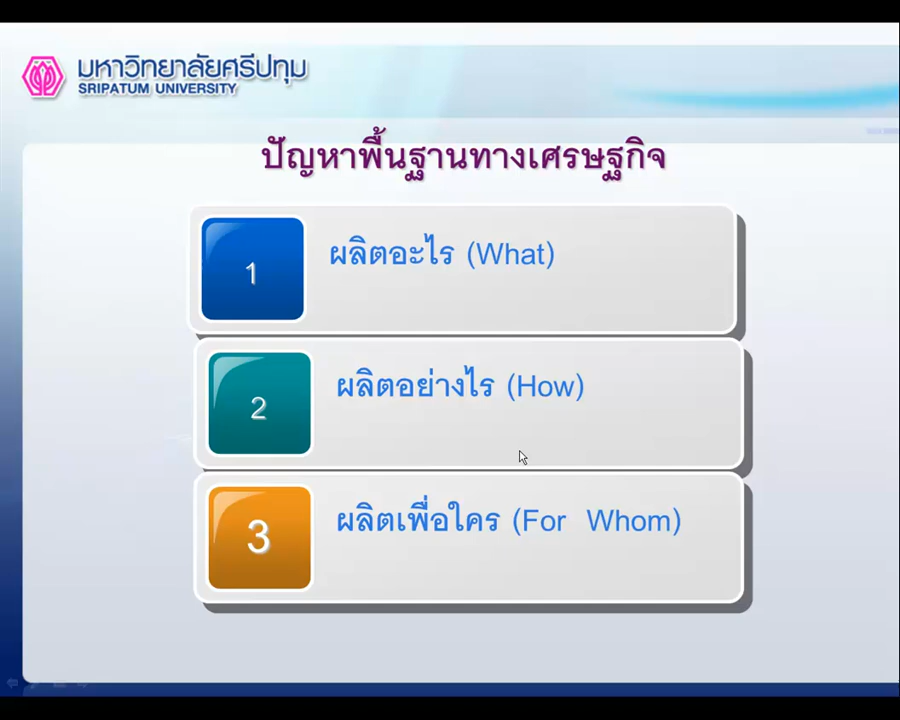 มหาวิทยาลัยศรีปทุม
SRIPATUM UNIVERSITY
ปัญหาพื้นฐานทางเศรษฐกิจ
1
ผลิตอะไร (What)
2
ผลิตอย่างไร (How)
3
ผลิตเพื่อใคร (For Whom)